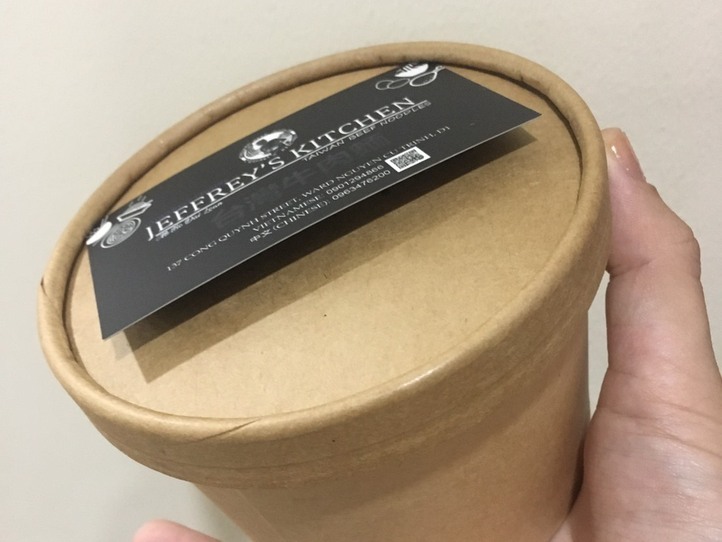 JEFFREY'S KITCHEN
TAIWAN BEEF NOODLES
台灣牛肉麵
137 CONG QUYNH STREET, WARD NGUYEN CU TRINH, D1
VIETNAMESE: 0901294866
中文 (CHINESE): 0963476200